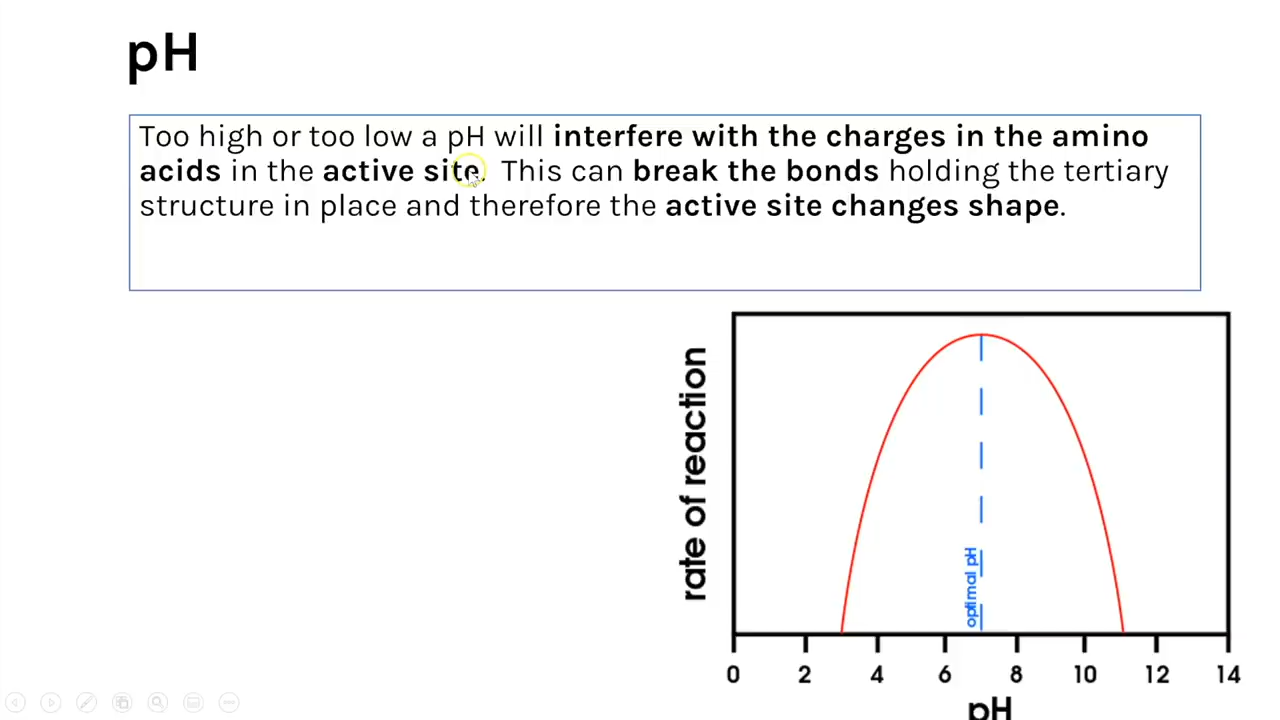 pH
Too high or too low a pH will interfere with the charges in the amino
acids in the active site. This can break the bonds holding the tertiary
structure in place and therefore the active site changes shape.
rate of reaction
optimal pH
0 2 4 6 8 10 12 14
pH